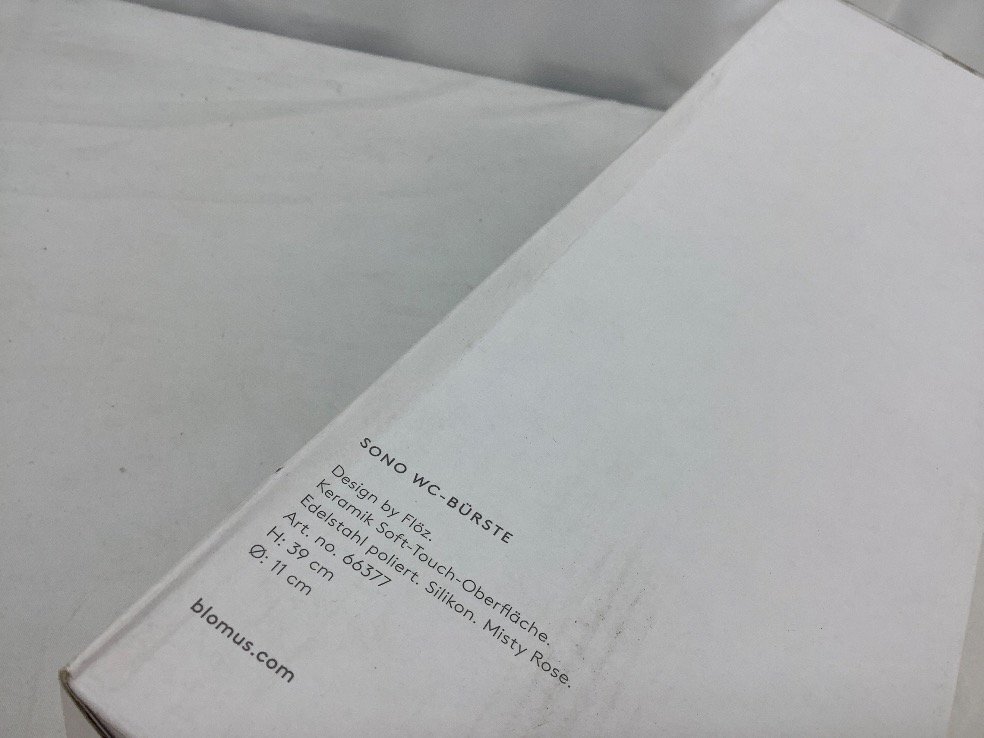 SONO WC-BÜRSTE
Design by Flöz.
Keramik Soft-Touch-Oberfläche.
Edelstahl poliert. Silikon. Misty Rose.
Art. no. 66377
H: 39 cm
Ø: 11 cm
blomus.com